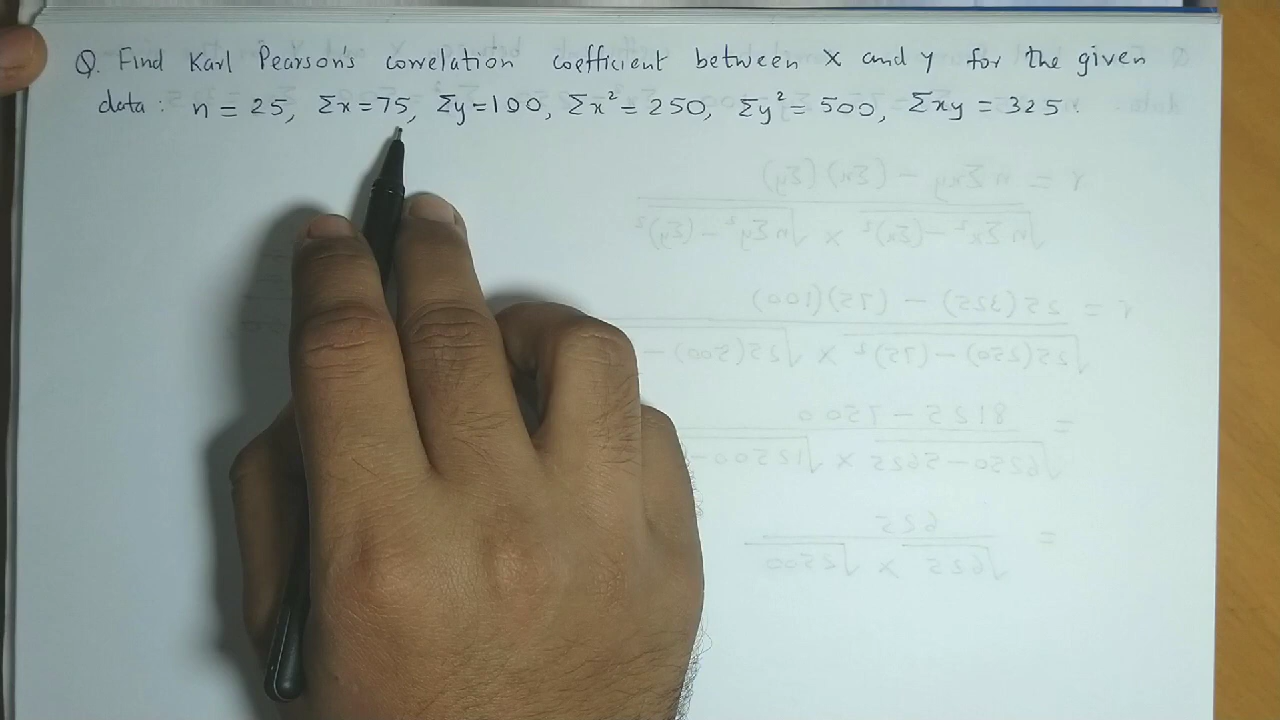 Q. Find Karl Pearson's correlation coefficient between x and y for the given
data : n = 25, Σx = 75, Σy = 100, Σx² = 250, Σy² = 500, Σxy = 325.